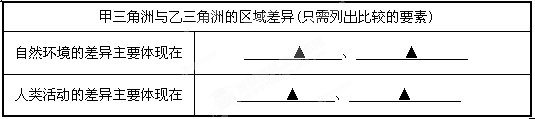 甲三角洲与乙三角洲的区域差异(只需列出比较的要素)
自然环境的差异主要体现在 ▲ 、 ▲
人类活动的差异主要体现在 ▲ 、 ▲